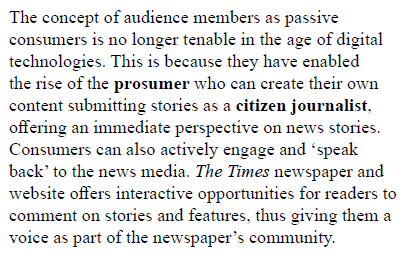 The concept of audience members as passive
consumers is no longer tenable in the age of digital
technologies. This is because they have enabled
the rise of the prosumer who can create their own
content submitting stories as a citizen journalist,
offering an immediate perspective on news stories.
Consumers can also actively engage and ‘speak
back’ to the news media. The Times newspaper and
website offers interactive opportunities for readers to
comment on stories and features, thus giving them a
voice as part of the newspaper’s community.